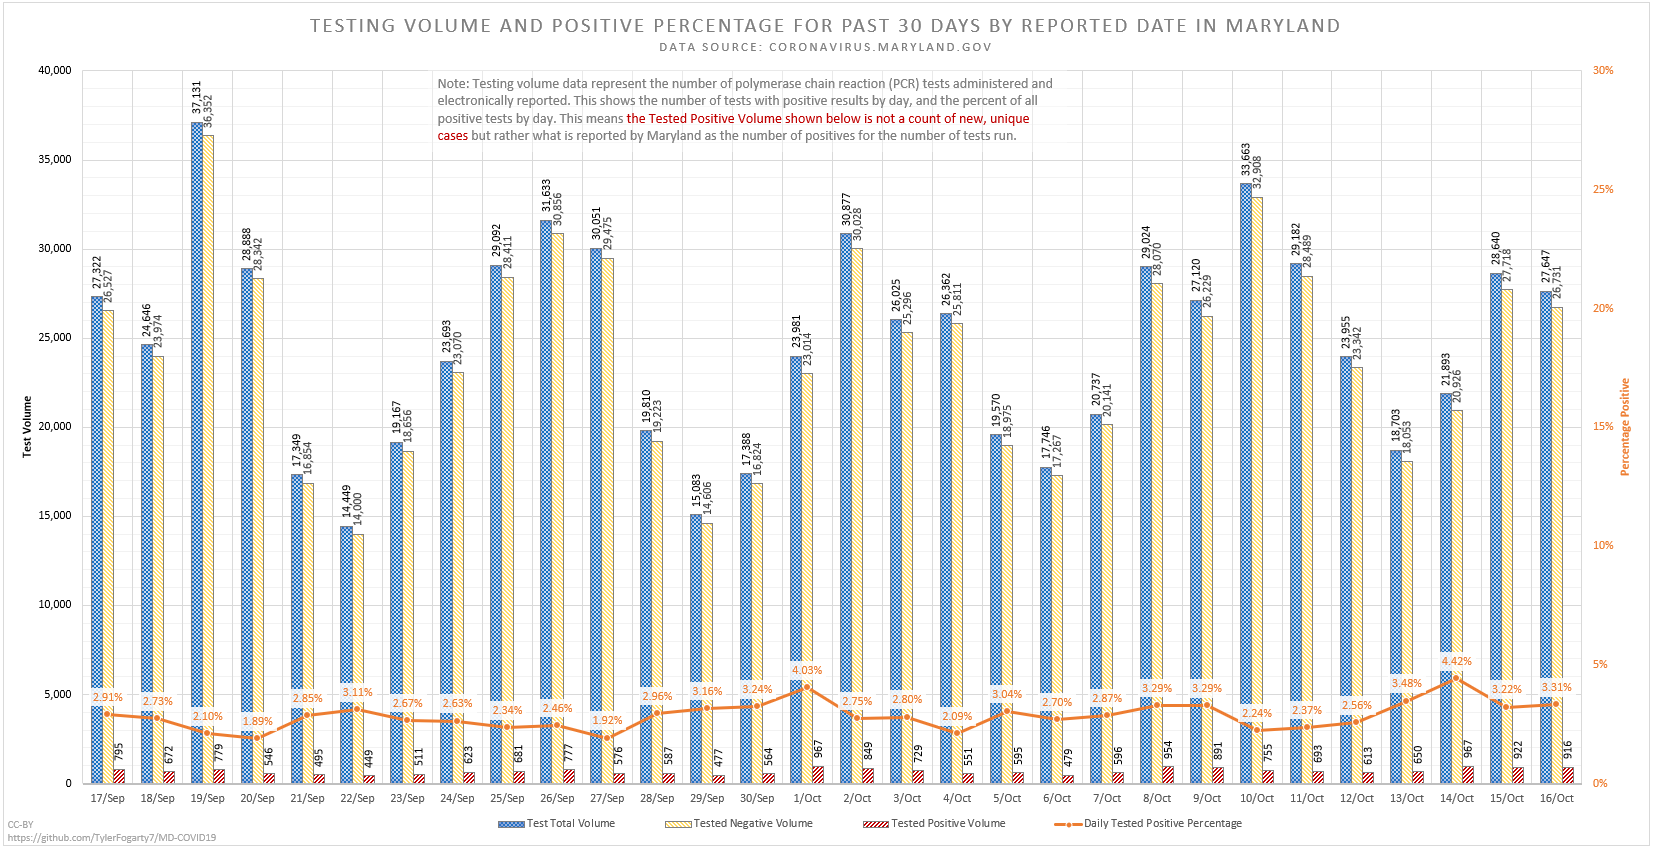 TESTING VOLUME AND POSITIVE PERCENTAGE FOR PAST 30 DAYS BY REPORTED DATE IN MARYLAND
DATA SOURCE: CORONAVIRUS.MARYLAND.GOV
Note: Testing volume data represent the number of polymerase chain reaction (PCR) tests administered and
electronically reported. This shows the number of tests with positive results by day, and the percent of all
positive tests by day. This means the Tested Positive Volume shown below is not a count of new, unique
cases but rather what is reported by Maryland as the number of positives for the number of tests run.
Test Volume
40,000
35,000
30,000
25,000
20,000
15,000
10,000
5,000
0
30%
25%
20%
15%
10%
5%
0%
Percentage Positive
27,322 24,646 37,131 28,888 17,349 14,449 19,167 23,693 29,092 31,633 30,051 19,810 15,083 17,388 23,981 30,877 26,025 26,362 19,570 17,746 20,737 29,024 27,120 33,663 29,182 23,955 18,703 21,893 28,640 27,647
26,527 23,974 36,352 28,342 16,854 14,000 18,656 23,070 28,411 30,856 29,475 19,223 14,606 16,824 23,014 30,028 25,296 25,811 18,975 17,267 20,141 28,070 26,229 32,908 28,489 23,342 18,053 20,926 27,718 26,731
2.91% 2.73% 2.10% 1.89% 2.85% 3.11% 2.67% 2.63% 2.34% 2.46% 1.92% 2.96% 3.16% 3.24% 4.03% 2.75% 2.80% 2.09% 3.04% 2.70% 2.87% 3.29% 3.29% 2.24% 2.37% 2.56% 3.48% 4.42% 3.22% 3.31%
795 672 779 546 495 449 511 623 681 777 576 587 477 564 967 849 729 551 595 479 596 954 891 755 693 613 650 967 922 916
17/Sep 18/Sep 19/Sep 20/Sep 21/Sep 22/Sep 23/Sep 24/Sep 25/Sep 26/Sep 27/Sep 28/Sep 29/Sep 30/Sep 1/Oct 2/Oct 3/Oct 4/Oct 5/Oct 6/Oct 7/Oct 8/Oct 9/Oct 10/Oct 11/Oct 12/Oct 13/Oct 14/Oct 15/Oct 16/Oct
Test Total Volume Tested Negative Volume Tested Positive Volume Daily Tested Positive Percentage
CC-BY
https://github.com/TylerFogarty7/MD-COVID19